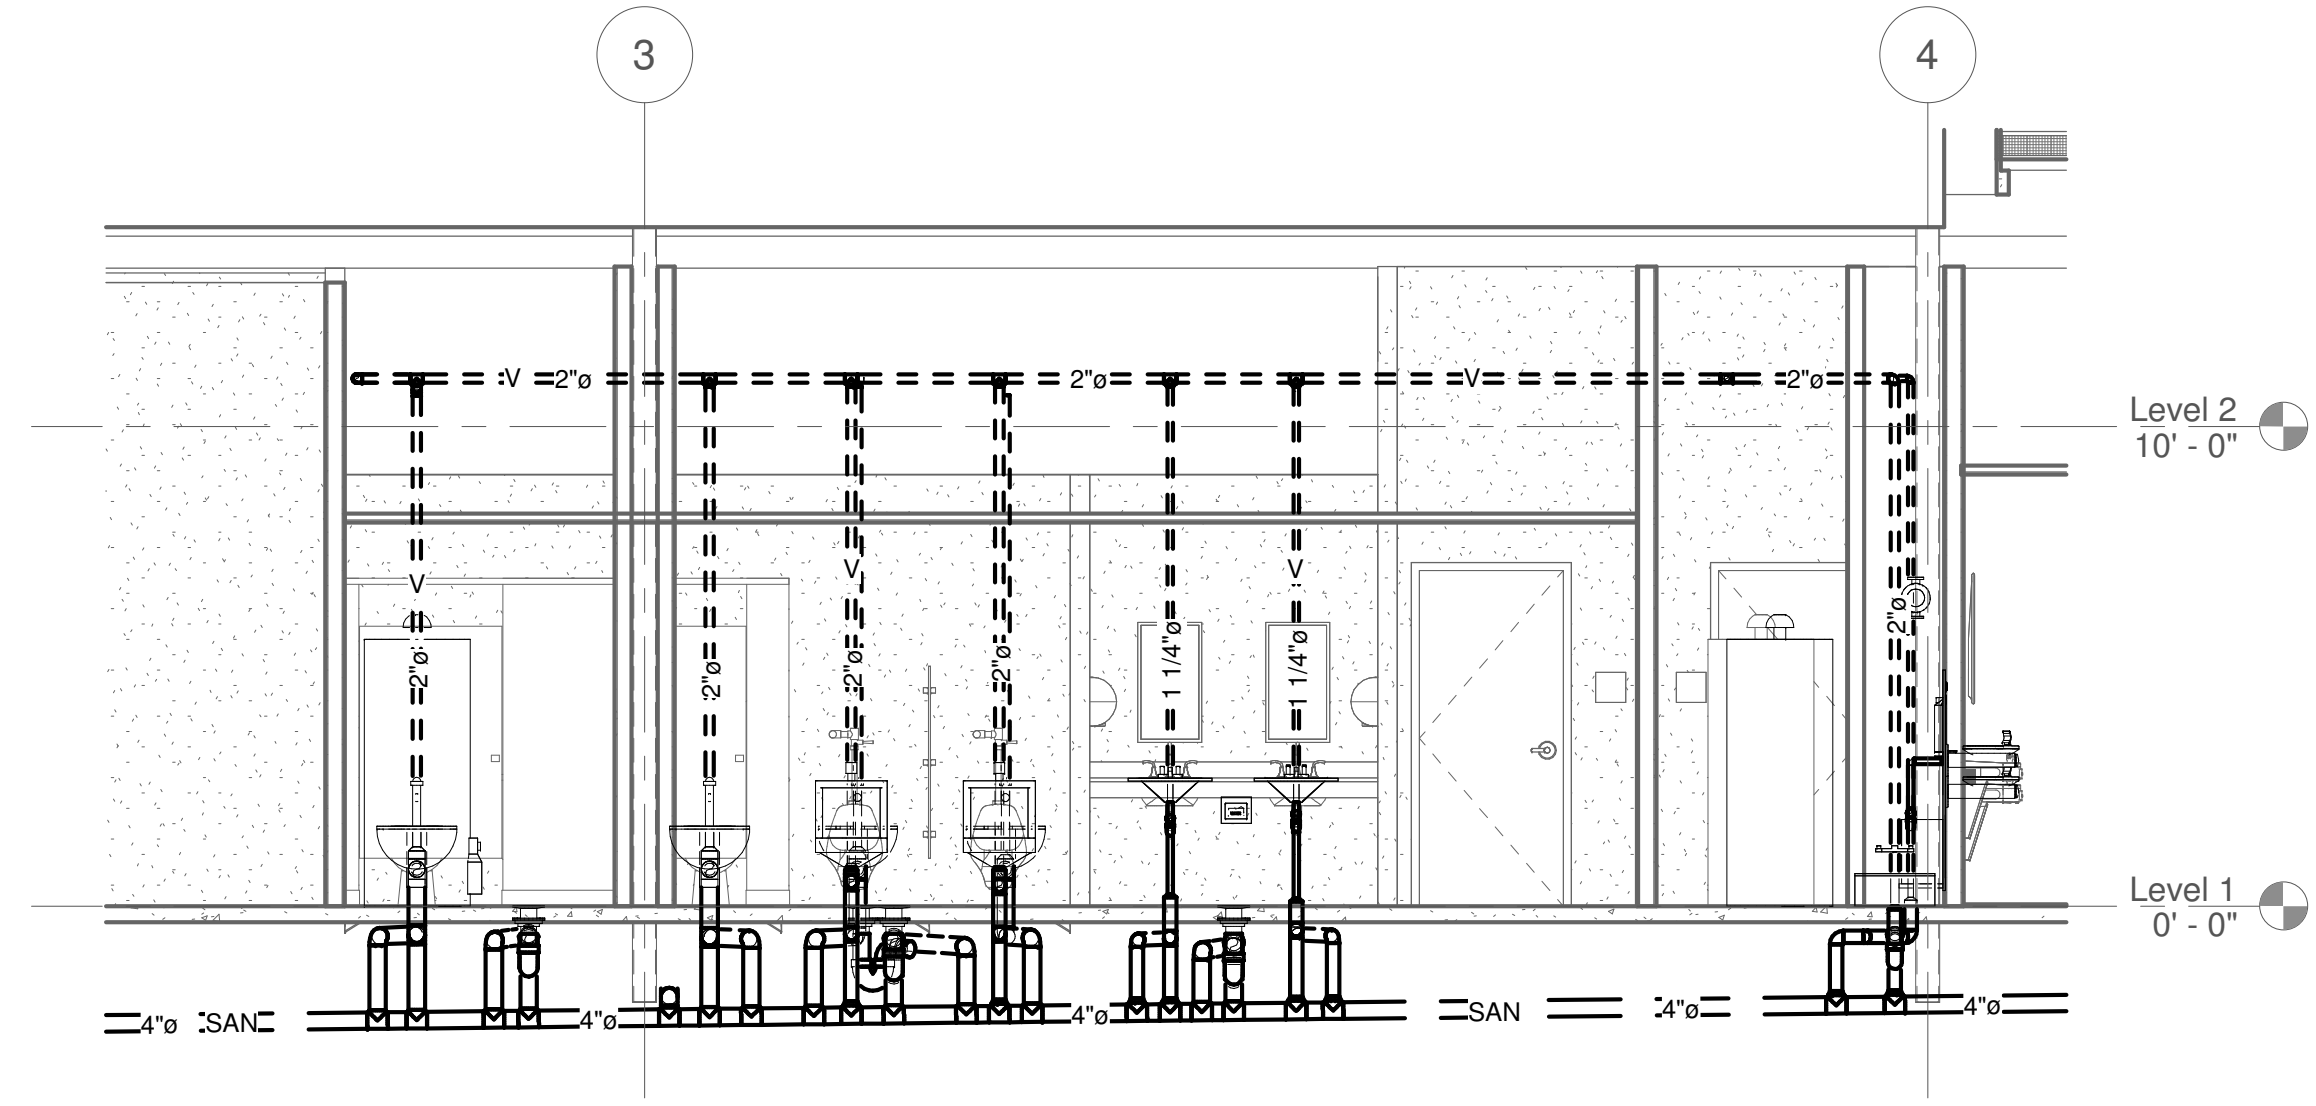 3
4
V 2"ø 2"ø V 2"ø
Level 2
10' - 0"
V V V
2"ø 2"ø 2"ø 2"ø 1 1/4"ø 1 1/4"ø 2"ø
Level 1
0' - 0"
4"ø SAN 4"ø 4"ø SAN 4"ø 4"ø